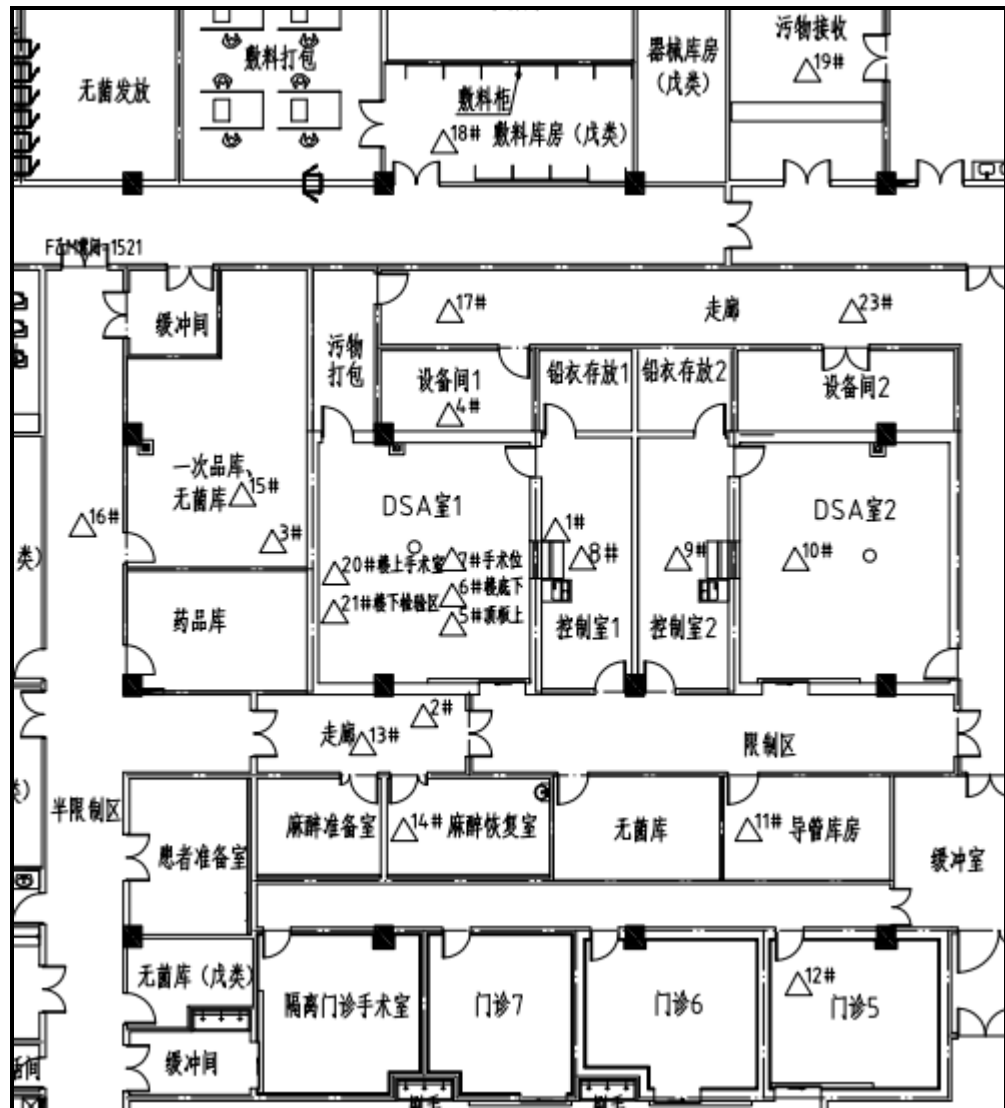 污物接收
19#
器械库房
(戊类)
敷料打包
无菌发放
敷料柜
18# 敷料库房 (戊类)
17#
走廊
23#
缓冲间
污物
打包
设备间1
4#
铅衣存放1
铅衣存放2
设备间2
一次品库、
无菌库
15#
16#
3#
DSA室1
1#
8#
9#
DSA室2
10#
类)
20#楼上手术室
7#手术位
6#楼底下
21#楼下检验区
5#顶板上
药品库
控制室1
控制室2
2#
走廊
13#
限制区
类)
半限制区
麻醉准备室
14# 麻醉恢复室
无菌库
11# 导管库房
患者准备室
缓冲室
无菌库 (戊类)
隔离门诊手术室
门诊7
门诊6
12#
门诊5
缓冲间